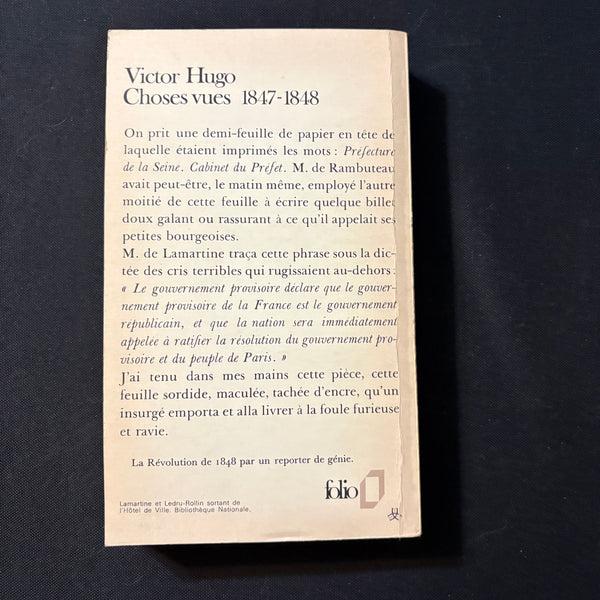 Victor Hugo
Choses vues 1847-1848
On prit une demi-feuille de papier en tête de
laquelle étaient imprimés les mots : Préfecture
de la Seine. Cabinet du Préfet. M. de Rambuteau
avait peut-être, le matin même, employé l'autre
moitié de cette feuille à écrire quelque billet
doux galant ou rassurant à ce qu'il appelait ses
petites bourgeoises.
M. de Lamartine traça cette phrase sous la dic-
tée des cris terribles qui rugissaient au-dehors :
« Le gouvernement provisoire déclare que le gouver-
nement provisoire de la France est le gouvernement
républicain, et que la nation sera immédiatement
appelée à ratifier la résolution du gouvernement pro-
visoire et du peuple de Paris. »
J'ai tenu dans mes mains cette pièce, cette
feuille sordide, maculée, tachée d'encre, qu'un
insurgé emporta et alla livrer à la foule furieuse
et ravie.
La Révolution de 1848 par un reporter de génie.
folio
Lamartine et Ledru-Rollin sortant de
l'Hôtel de Ville. Bibliothèque Nationale.